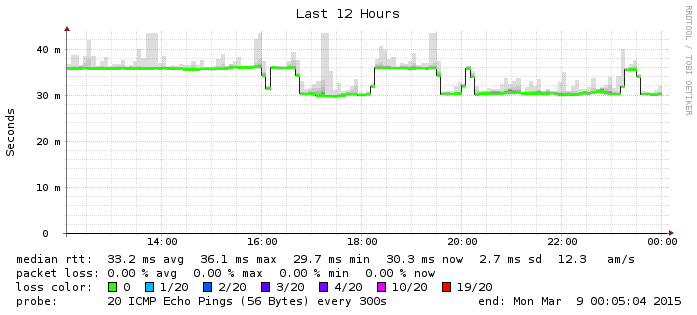 Last 12 Hours
RRDTOOL / TOBI OETIKER
Seconds
40 m
30 m
20 m
10 m
0
14:00 16:00 18:00 20:00 22:00 00:00
median rtt: 33.2 ms avg 36.1 ms max 29.7 ms min 30.3 ms now 2.7 ms sd 12.3 am/s
packet loss: 0.00 % avg 0.00 % max 0.00 % min 0.00 % now
loss color: 0 1/20 2/20 3/20 4/20 10/20 19/20
probe: 20 ICMP Echo Pings (56 Bytes) every 300s end: Mon Mar 9 00:05:04 2015